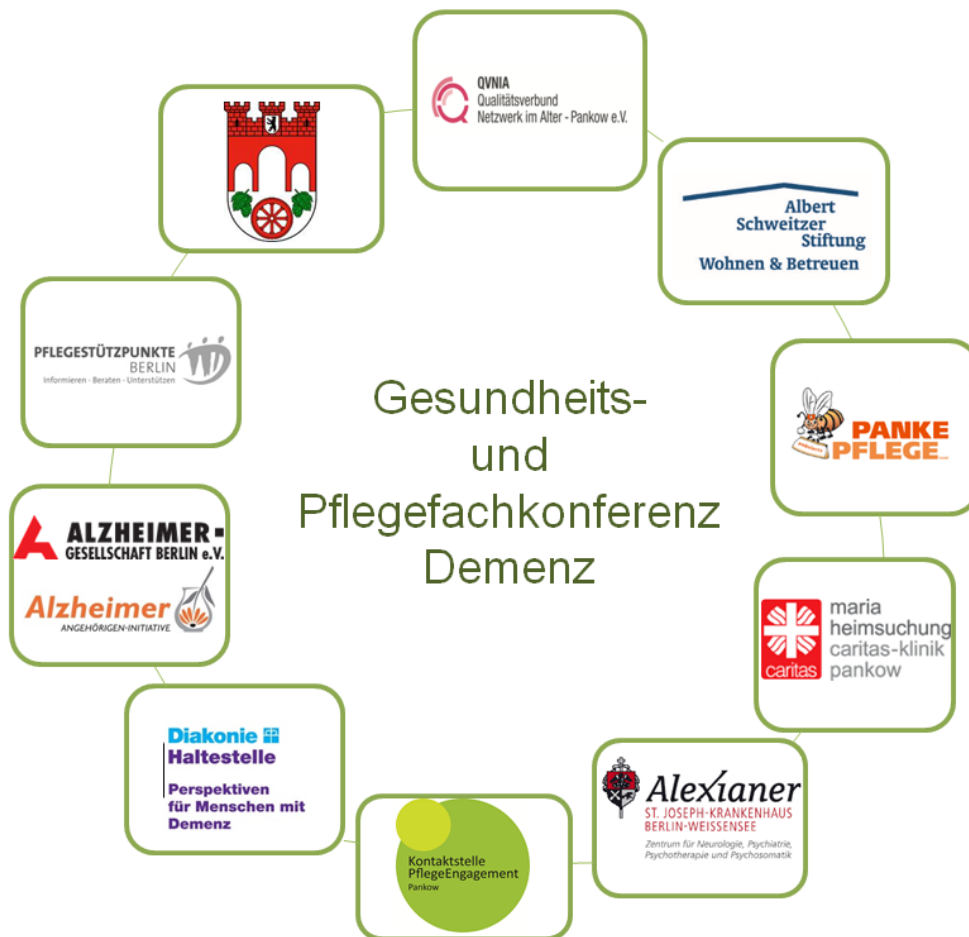 QVNIA
Qualitätsverbund
Netzwerk im Alter - Pankow e.V.
Albert
Schweitzer
Stiftung
Wohnen & Betreuen
PFLEGESTÜTZPUNKTE
BERLIN
Informieren - Beraten - Unterstützen
Gesundheits-
und
Pflegefachkonferenz
Demenz
PANKE
PFLEGE
ALZHEIMER-
GESELLSCHAFT BERLIN e.V.
Alzheimer
ANGEHÖRIGEN-INITIATIVE
caritas
maria
heimsuchung
caritas-klinik
pankow
Diakonie
Haltestelle
Perspektiven
für Menschen mit
Demenz
Kontaktstelle
PflegeEngagement
Pankow
Alexianer
ST. JOSEPH-KRANKENHAUS
BERLIN-WEISSENSEE
Zentrum für Neurologie, Psychiatrie,
Psychotherapie und Psychosomatik